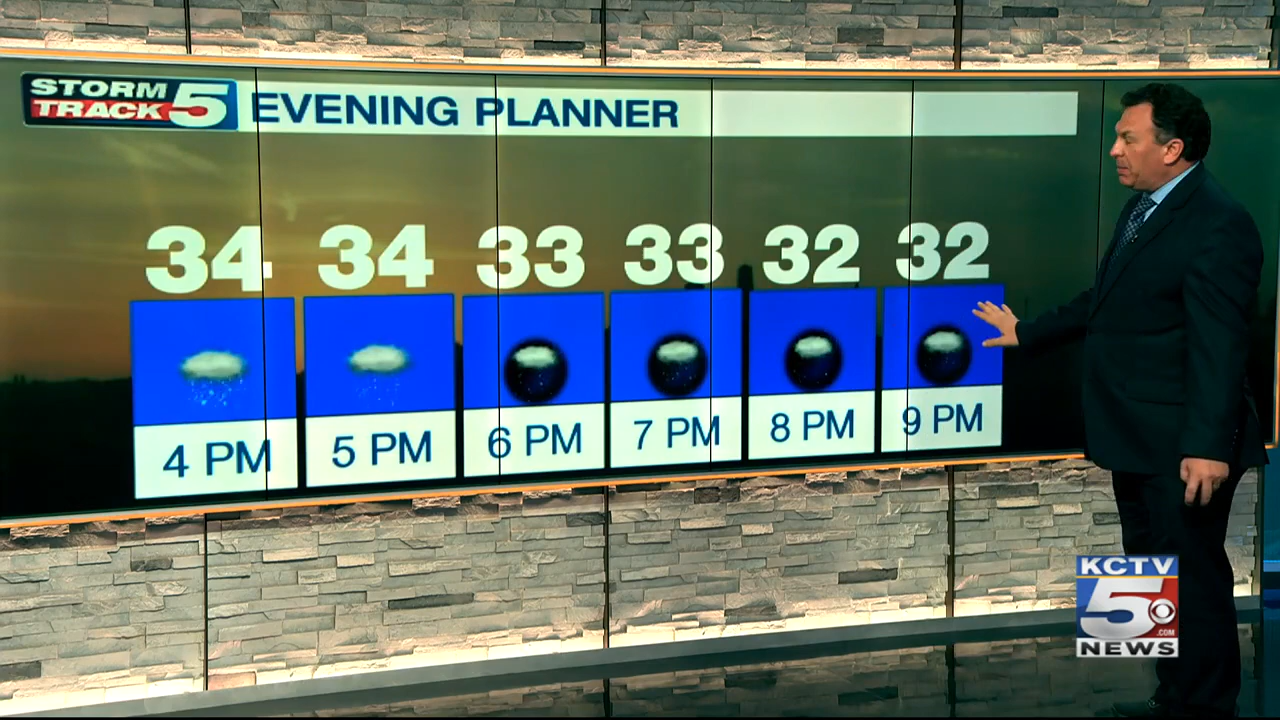 STORM
TRACK 5
EVENING PLANNER
34 34 33 33 32 32
4 PM 5 PM 6 PM 7 PM 8 PM 9 PM
KCTV
5
.COM
NEWS